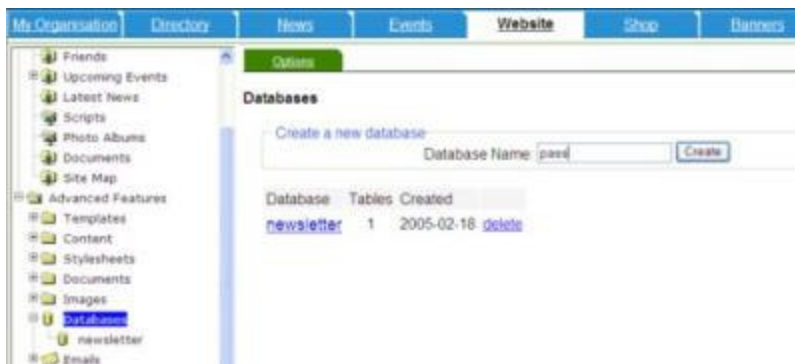 My Organisation Directory News Events Website Shop Banners
Friends
Upcoming Events
Latest News
Scripts
Photo Albums
Documents
Site Map
Advanced Features
Templates
Content
Stylesheets
Documents
Images
Databases
newsletter
Emails
Options
Databases
Create a new database
Database Name pass Create
Database Tables Created
newsletter 1 2005-02-18 delete